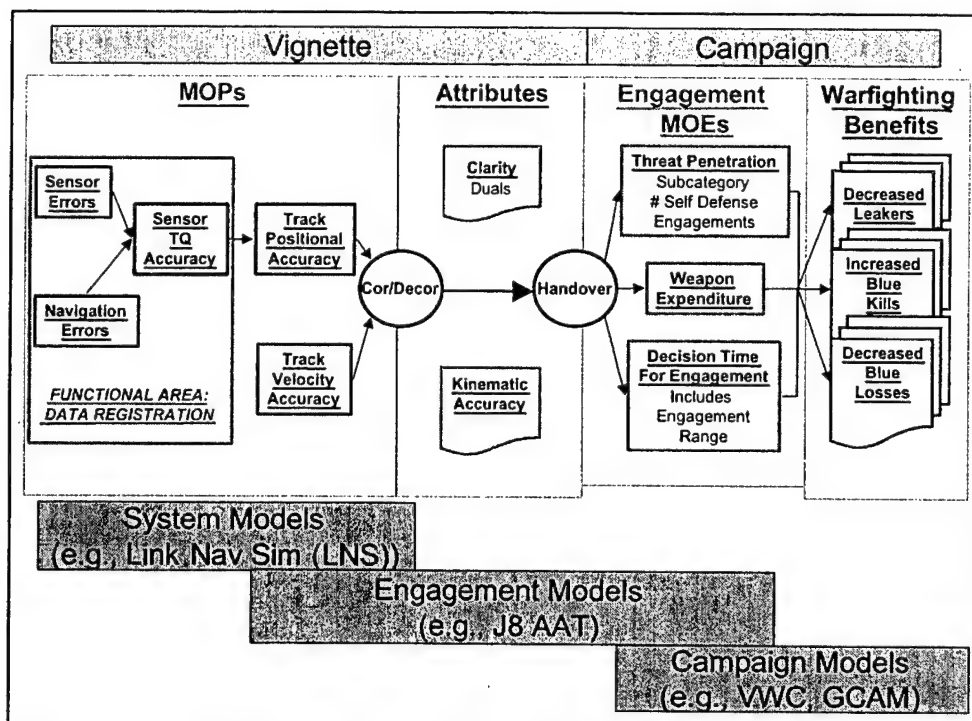 Vignette
Campaign
MOPs
Attributes
Engagement
MOEs
Warfighting
Benefits
Sensor
Errors
Navigation
Errors
Sensor
TQ
Accuracy
FUNCTIONAL AREA:
DATA REGISTRATION
Track
Positional
Accuracy
Track
Velocity
Accuracy
Cor/Decor
Clarity
Duals
Kinematic
Accuracy
Handover
Threat Penetration
Subcategory
# Self Defense
Engagements
Weapon
Expenditure
Decision Time
For Engagement
Includes
Engagement
Range
Decreased
Leakers
Increased
Blue
Kills
Decreased
Blue
Losses
System Models
(e.g., Link Nav Sim (LNS))
Engagement Models
(e.g., J8 AAT)
Campaign Models
(e.g., VWC, GCAM)